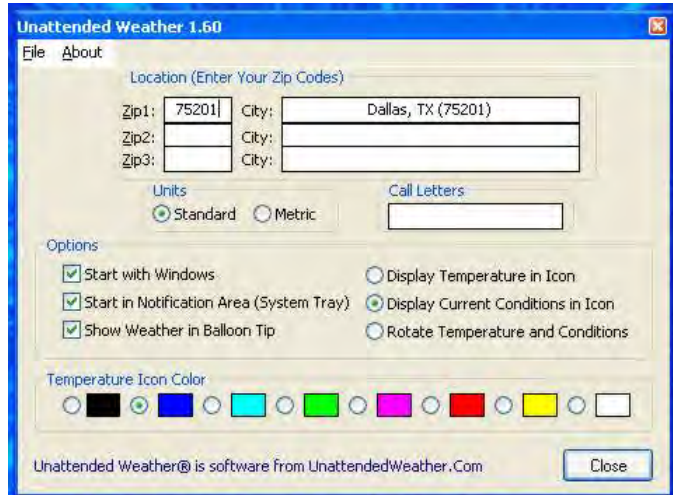 Unattended Weather 1.60
File About
Location (Enter Your Zip Codes)
Zip1: 75201 City: Dallas, TX (75201)
Zip2: City:
Zip3: City:
Units Call Letters
Standard Metric
Options
Start with Windows Display Temperature in Icon
Start in Notification Area (System Tray) Display Current Conditions in Icon
Show Weather in Balloon Tip Rotate Temperature and Conditions
Temperature Icon Color
Unattended Weather® is software from UnattendedWeather.Com Close